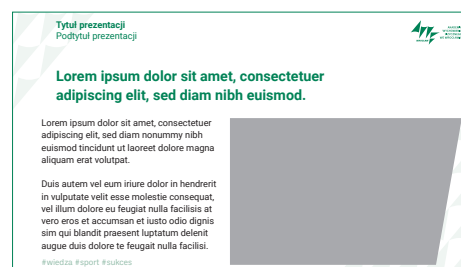 Tytuł prezentacji
Podtytuł prezentacji
Lorem ipsum dolor sit amet, consectetuer
adipiscing elit, sed diam nibh euismod.
Lorem ipsum dolor sit amet, consectetuer
adipiscing elit, sed diam nonummy nibh
euismod tincidunt ut laoreet dolore magna
aliquam erat volutpat.
Duis autem vel eum iriure dolor in hendrerit
in vulputate velit esse molestie consequat,
vel illum dolore eu feugiat nulla facilisis at
vero eros et accumsan et iusto odio dignis
sim qui blandit praesent luptatum delenit
augue duis dolore te feugait nulla facilisi.
#wiedza #sport #sukces